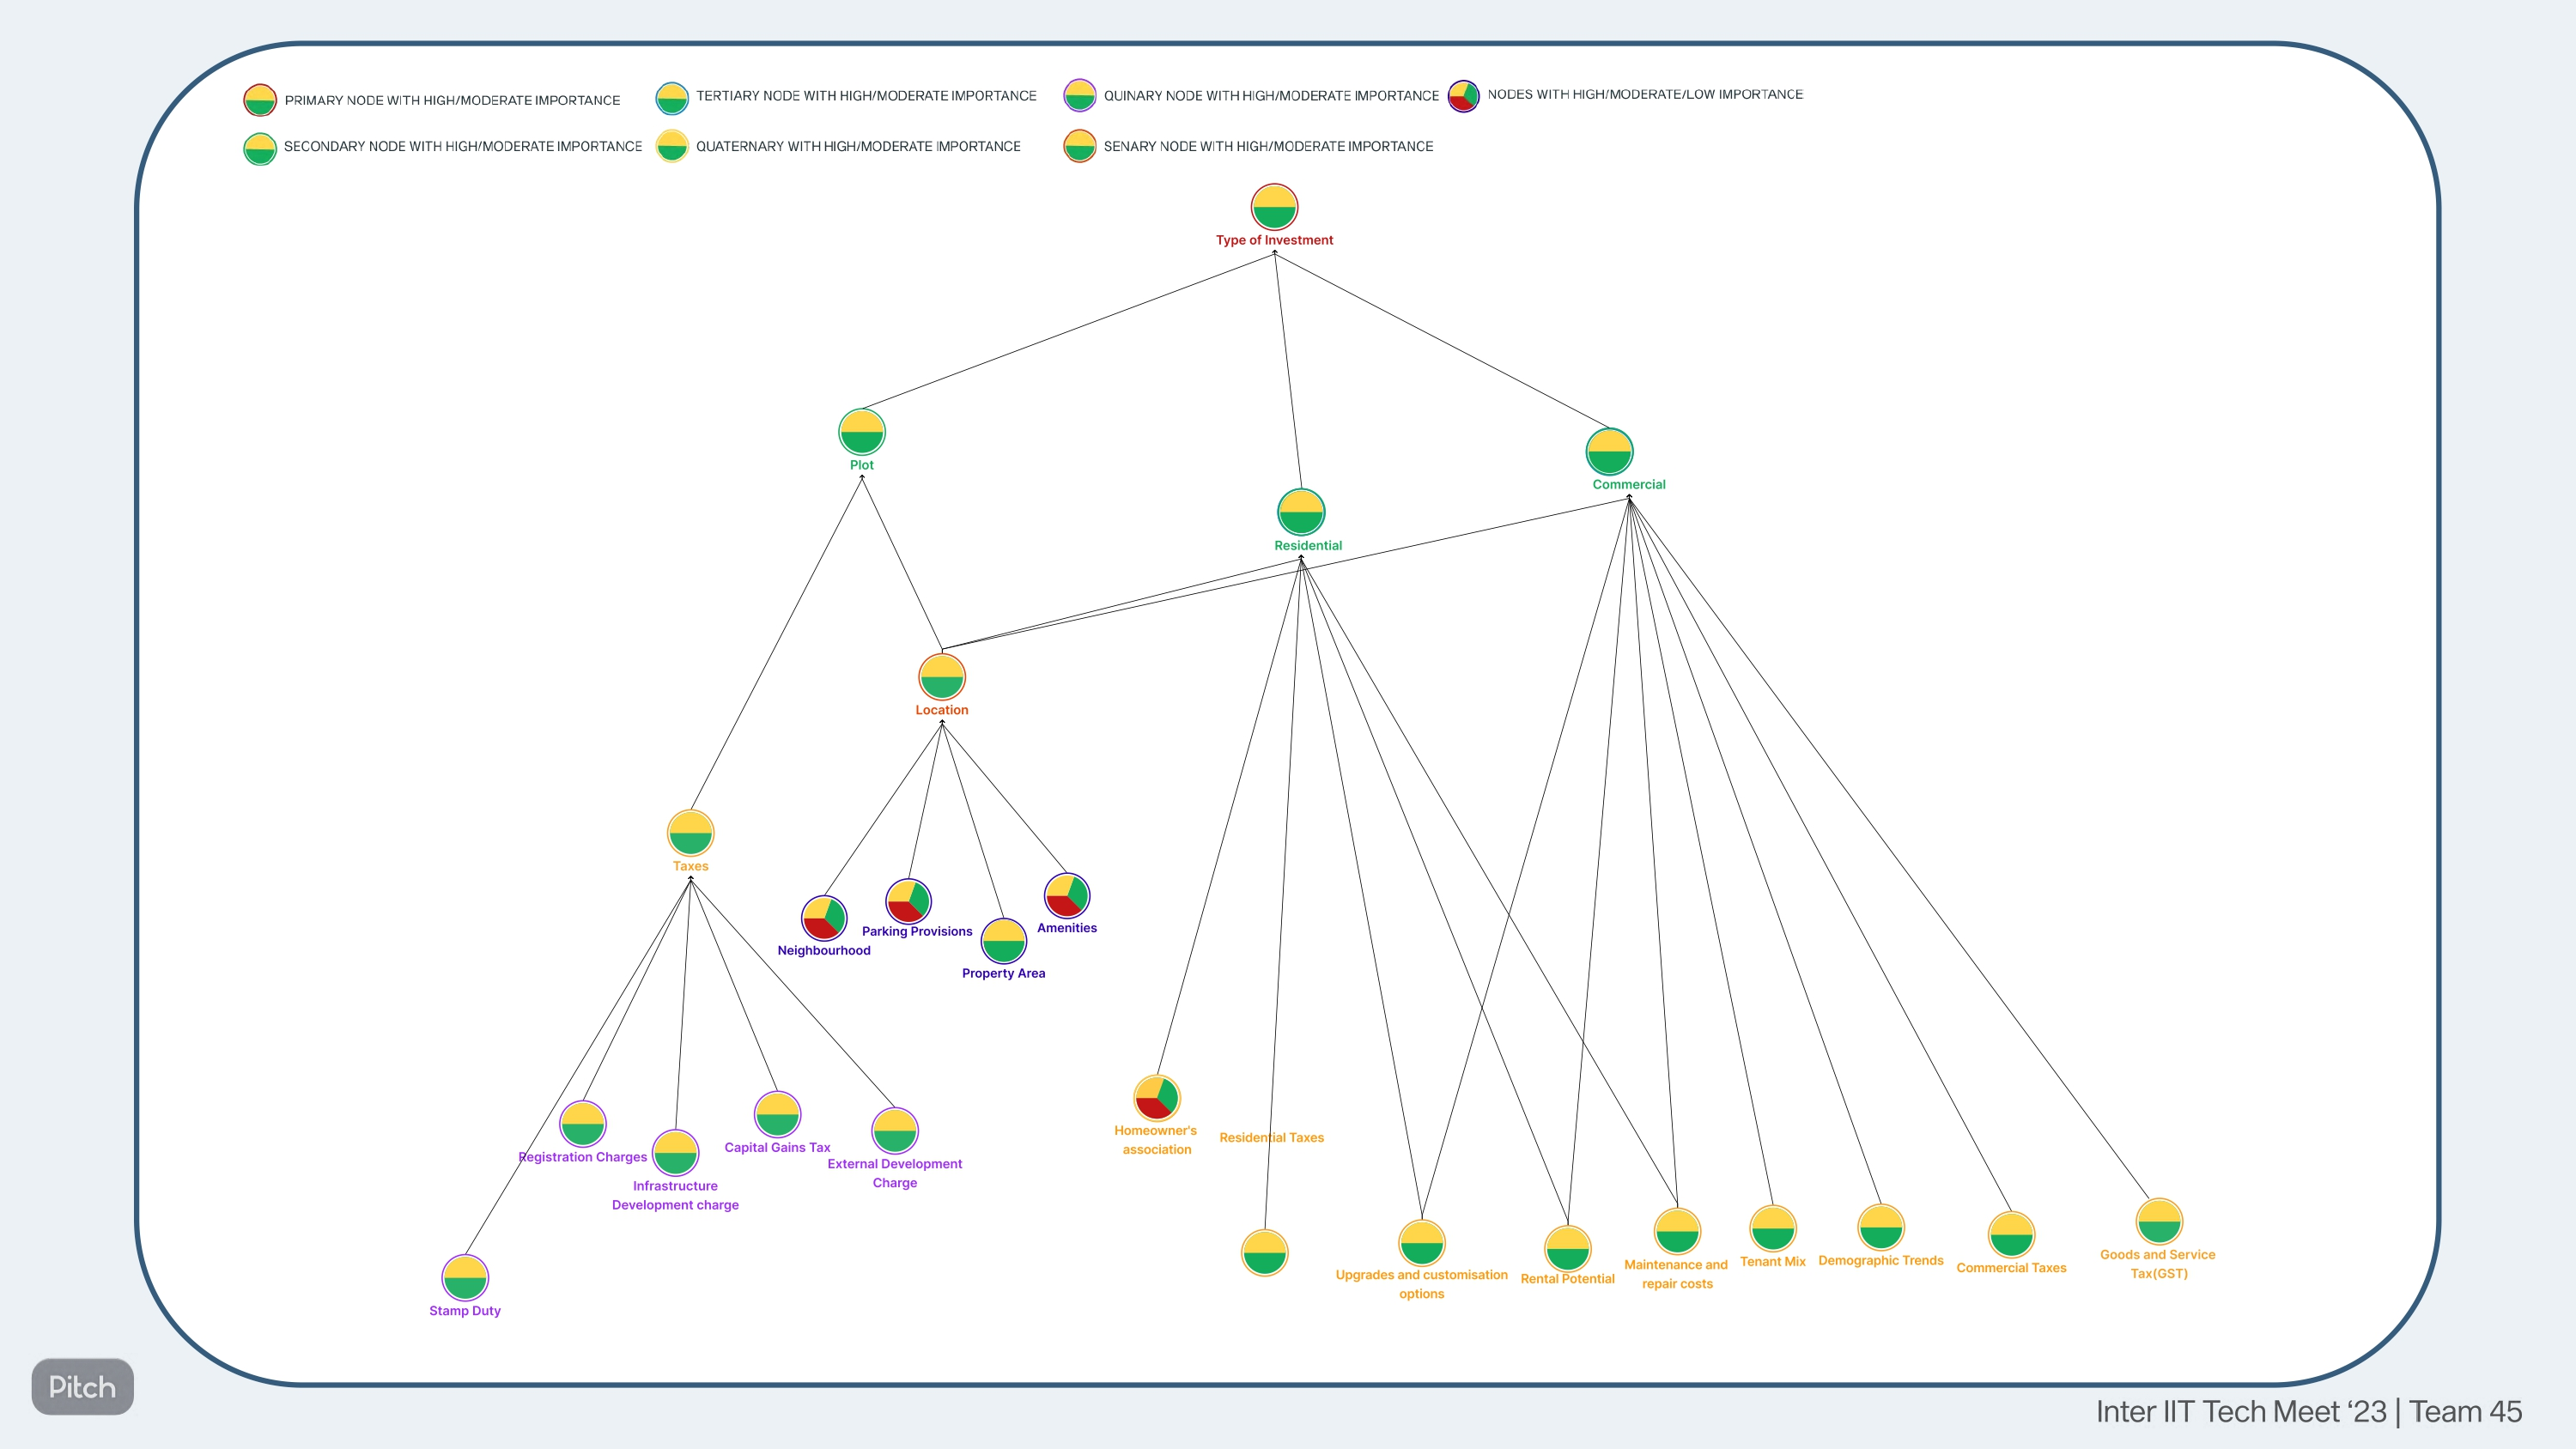 PRIMARY NODE WITH HIGH/MODERATE IMPORTANCE
TERTIARY NODE WITH HIGH/MODERATE IMPORTANCE
QUINARY NODE WITH HIGH/MODERATE IMPORTANCE
NODES WITH HIGH/MODERATE/LOW IMPORTANCE
SECONDARY NODE WITH HIGH/MODERATE IMPORTANCE
QUATERNARY WITH HIGH/MODERATE IMPORTANCE
SENARY NODE WITH HIGH/MODERATE IMPORTANCE
Type of Investment
Plot
Commercial
Residential
Location
Taxes
Neighbourhood
Parking Provisions
Property Area
Amenities
Registration Charges
Infrastructure
Development charge
Capital Gains Tax
External Development
Charge
Stamp Duty
Homeowner's
association
Residential Taxes
Upgrades and customisation
options
Rental Potential
Maintenance and
repair costs
Tenant Mix
Demographic Trends
Commercial Taxes
Goods and Service
Tax(GST)
Pitch
Inter IIT Tech Meet ‘23 | Team 45